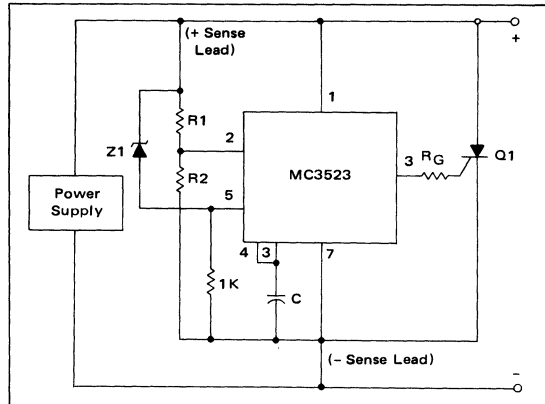 (+ Sense
Lead)
+
1
R1
2
Z1
MC3523
3
RG
Q1
R2
Power
Supply
5
4
3
7
1K
C
(– Sense Lead)
–